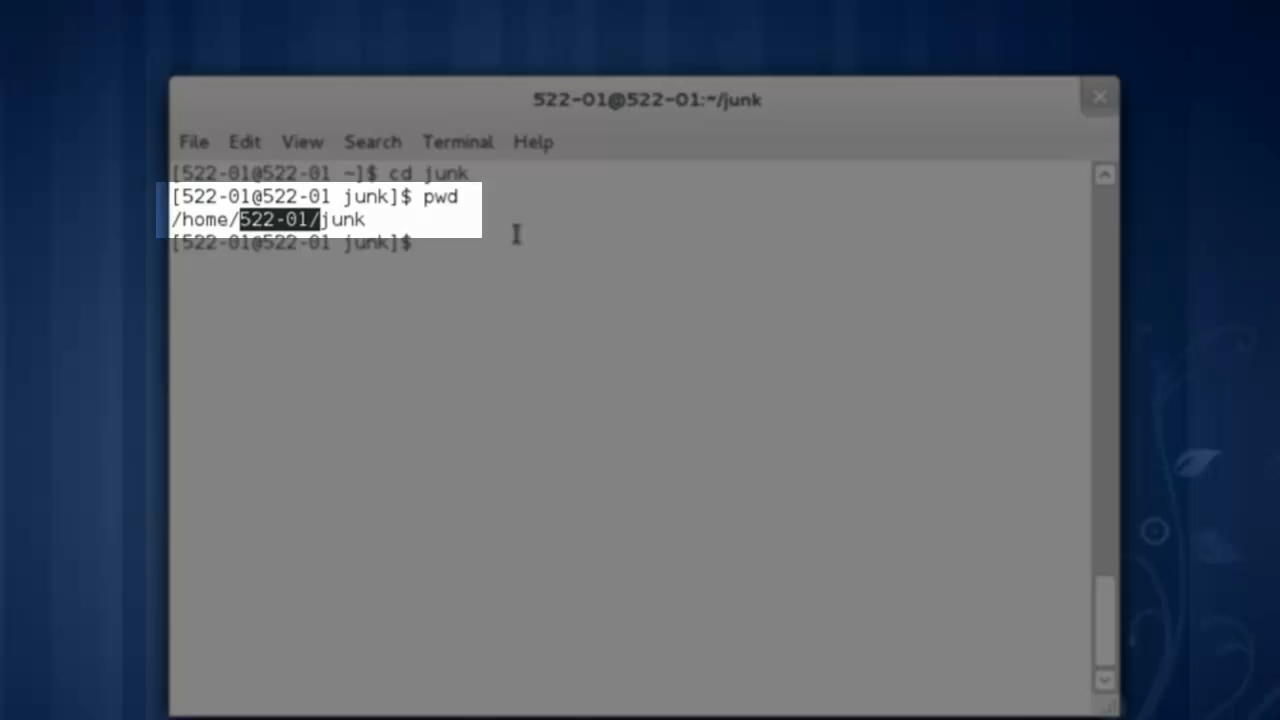 522-01@522-01:~/junk
File Edit View Search Terminal Help
[522-01@522-01 ~]$ cd junk
[522-01@522-01 junk]$ pwd
/home/522-01/junk
[522-01@522-01 junk]$